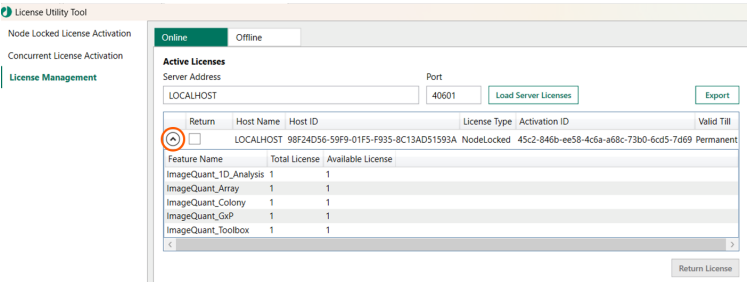 License Utility Tool
Node Locked License Activation
Concurrent License Activation
License Management
Online Offline
Active Licenses
Server Address Port
LOCALHOST 40601 Load Server Licenses Export
Return Host Name Host ID License Type Activation ID Valid Till
LOCALHOST 98F24D56-59F9-01F5-F935-8C13AD51593A NodeLocked 45c2-846b-ee58-4c6a-a68c-73b0-6cd5-7d69 Permanent
Feature Name Total License Available License
ImageQuant_1D_Analysis 1 1
ImageQuant_Array 1 1
ImageQuant_Colony 1 1
ImageQuant_GxP 1 1
ImageQuant_Toolbox 1 1
Return License